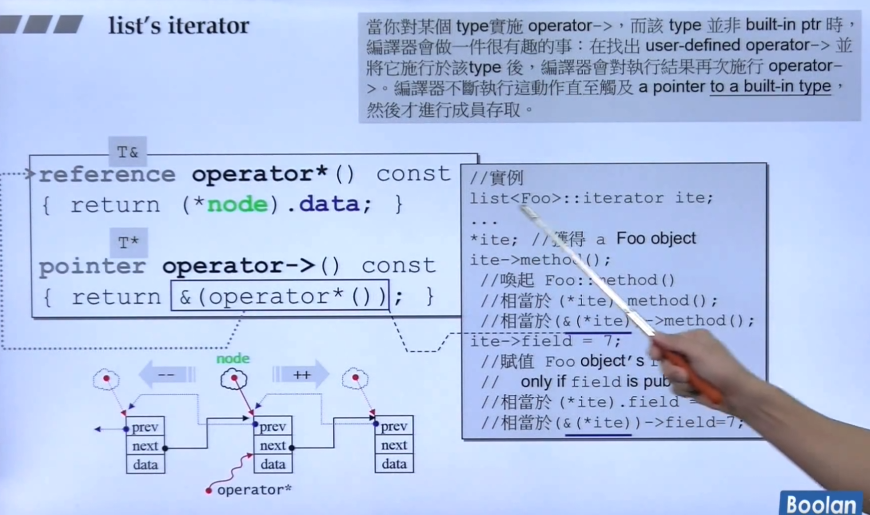 list's iterator
當你對某個 type實施 operator->，而該 type 並非 built-in ptr 時，
編譯器會做一件很有趣的事：在找出 user-defined operator-> 並
將它施行於該type 後，編譯器會對執行結果再次施行 operator-
>。編譯器不斷執行這動作直至觸及 a pointer to a built-in type，
然後才進行成員存取。
T&
reference operator*() const
{ return (*node).data; }
T*
pointer operator->() const
{ return &(operator*()); }
//實例
list<Foo>::iterator ite;
...
*ite; //獲得 a Foo object
ite->method();
//喚起 Foo::method()
//相當於 (*ite) method();
//相當於(&(*ite) ->method();
ite->field = 7;
//賦值 Foo object's
// only if field is pub
//相當於 (*ite).field =
//相當於(&(*ite))->field=7;
node
--
++
prev
next
data
prev
next
data
prev
next
data
operator*
Boolan